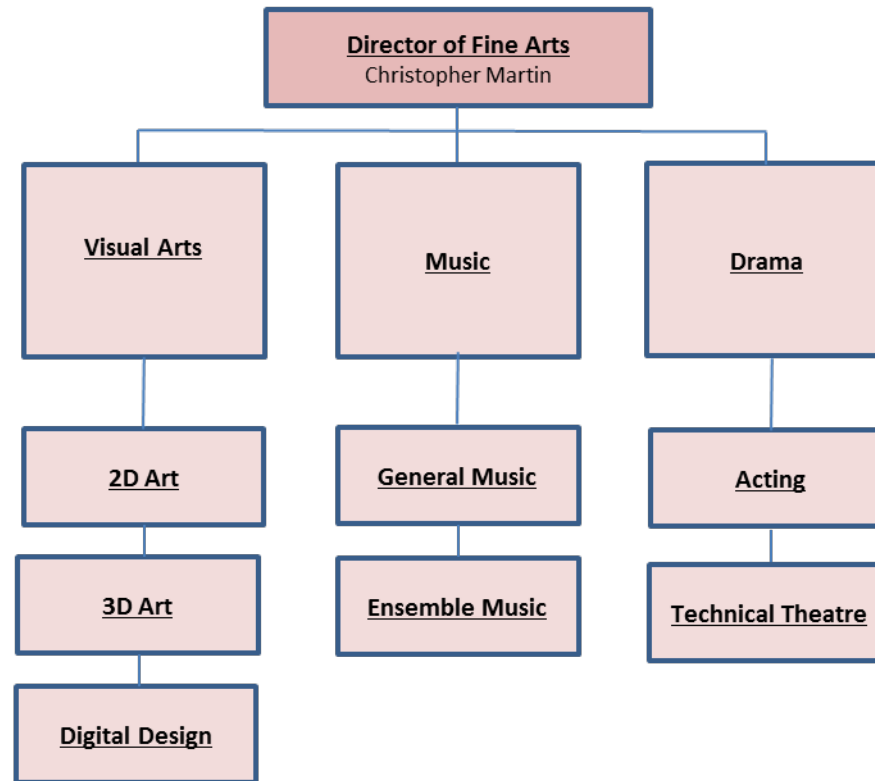 Director of Fine Arts
Christopher Martin
Visual Arts
Music
Drama
2D Art
General Music
Acting
3D Art
Ensemble Music
Technical Theatre
Digital Design